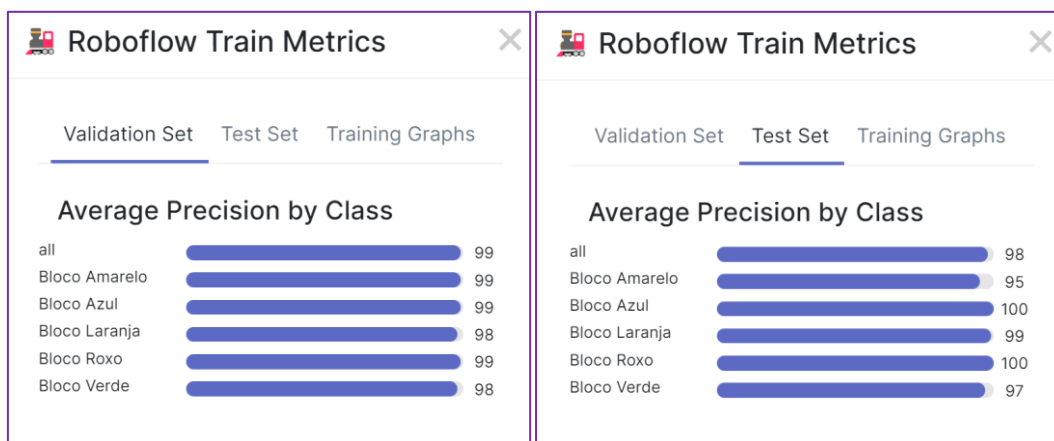 Roboflow Train Metrics
Validation Set Test Set Training Graphs
Average Precision by Class
all 99
Bloco Amarelo 99
Bloco Azul 99
Bloco Laranja 98
Bloco Roxo 99
Bloco Verde 98
Roboflow Train Metrics
Validation Set Test Set Training Graphs
Average Precision by Class
all 98
Bloco Amarelo 95
Bloco Azul 100
Bloco Laranja 99
Bloco Roxo 100
Bloco Verde 97